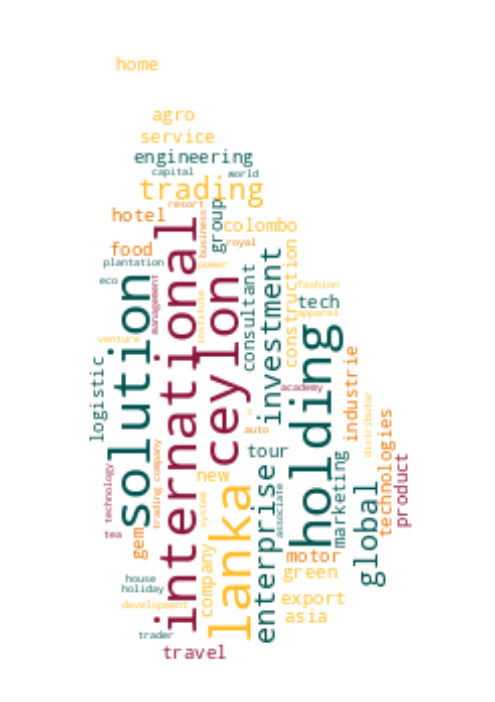 home
agro
service
engineering
capital
world
trading
resort
hotel
group
business
colombo
food
royal
plantation
power
eco
management
solution
international
ceylon
institute
consultant
investment
construction
fashion
tech
apparel
venture
logistic
holding
industrie
academy
auto
distributor
tour
technologies
product
technology
trading company
new
system
lanka
enterprise
associate
marketing
global
tea
gem
company
motor
green
house
holiday
development
export
asia
trader
travel